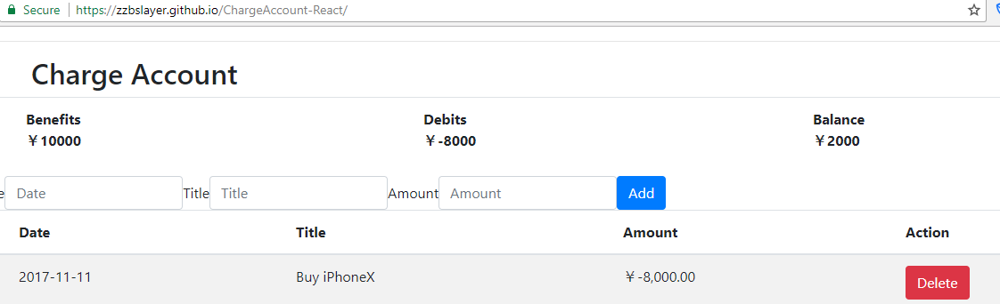 Secure https://zzbslayer.github.io/ChargeAccount-React/
Charge Account
Benefits Debits Balance
￥10000 ￥-8000 ￥2000
e Date Title Title Amount Amount Add
Date Title Amount Action
2017-11-11 Buy iPhoneX ￥-8,000.00 Delete